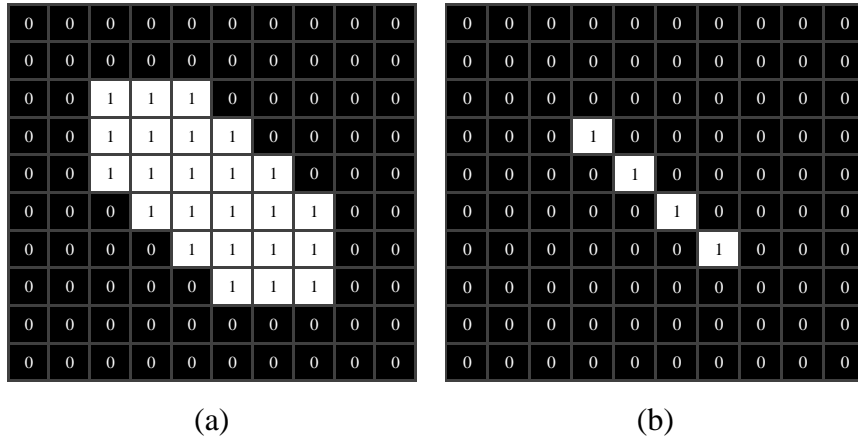 0 0 0 0 0 0 0 0 0 0
0 0 0 0 0 0 0 0 0 0
0 0 1 1 1 0 0 0 0 0
0 0 1 1 1 1 0 0 0 0
0 0 1 1 1 1 1 0 0 0
0 0 0 1 1 1 1 1 0 0
0 0 0 0 1 1 1 1 0 0
0 0 0 0 0 1 1 1 0 0
0 0 0 0 0 0 0 0 0 0
0 0 0 0 0 0 0 0 0 0
(a)
0 0 0 0 0 0 0 0 0 0
0 0 0 0 0 0 0 0 0 0
0 0 0 0 0 0 0 0 0 0
0 0 0 1 0 0 0 0 0 0
0 0 0 0 1 0 0 0 0 0
0 0 0 0 0 1 0 0 0 0
0 0 0 0 0 0 1 0 0 0
0 0 0 0 0 0 0 0 0 0
0 0 0 0 0 0 0 0 0 0
0 0 0 0 0 0 0 0 0 0
(b)